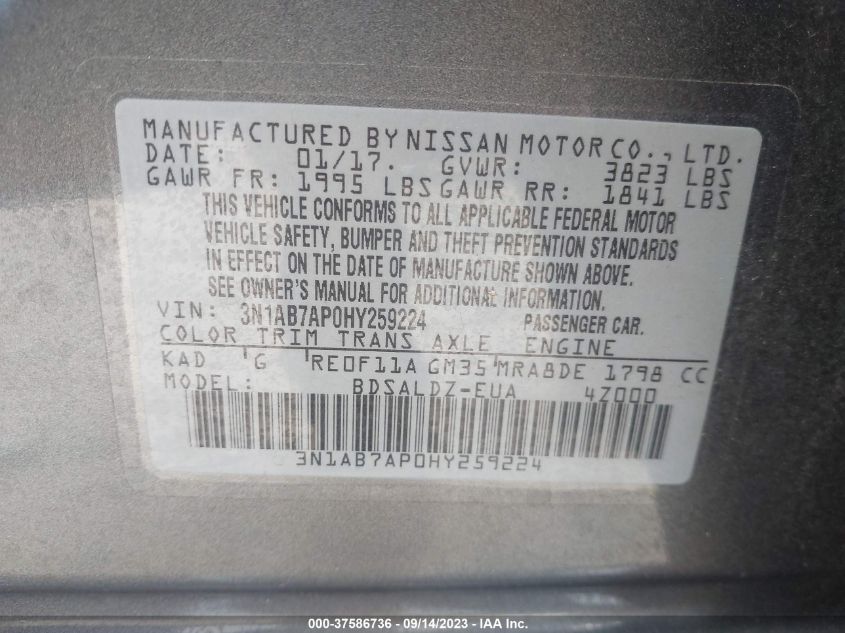 MANUFACTURED BY NISSAN MOTOR CO., LTD.
DATE: 01/17. GVWR: 3823 LBS
GAWR FR: 1995 LBS GAWR RR: 1841 LBS
THIS VEHICLE CONFORMS TO ALL APPLICABLE FEDERAL MOTOR
VEHICLE SAFETY, BUMPER AND THEFT PREVENTION STANDARDS
IN EFFECT ON THE DATE OF MANUFACTURE SHOWN ABOVE.
SEE OWNER'S MANUAL FOR ADDITIONAL INFORMATION.
VIN: 3N1AB7AP0HY259224 PASSENGER CAR.
COLOR TRIM TRANS AXLE ENGINE
KAD G RE0F11A GM35 MRA8DE 1798 CC
MODEL: BDSALDZ-EUA 4Z000
3N1AB7AP0HY259224
000-37586736 - 09/14/2023 - IAA Inc.